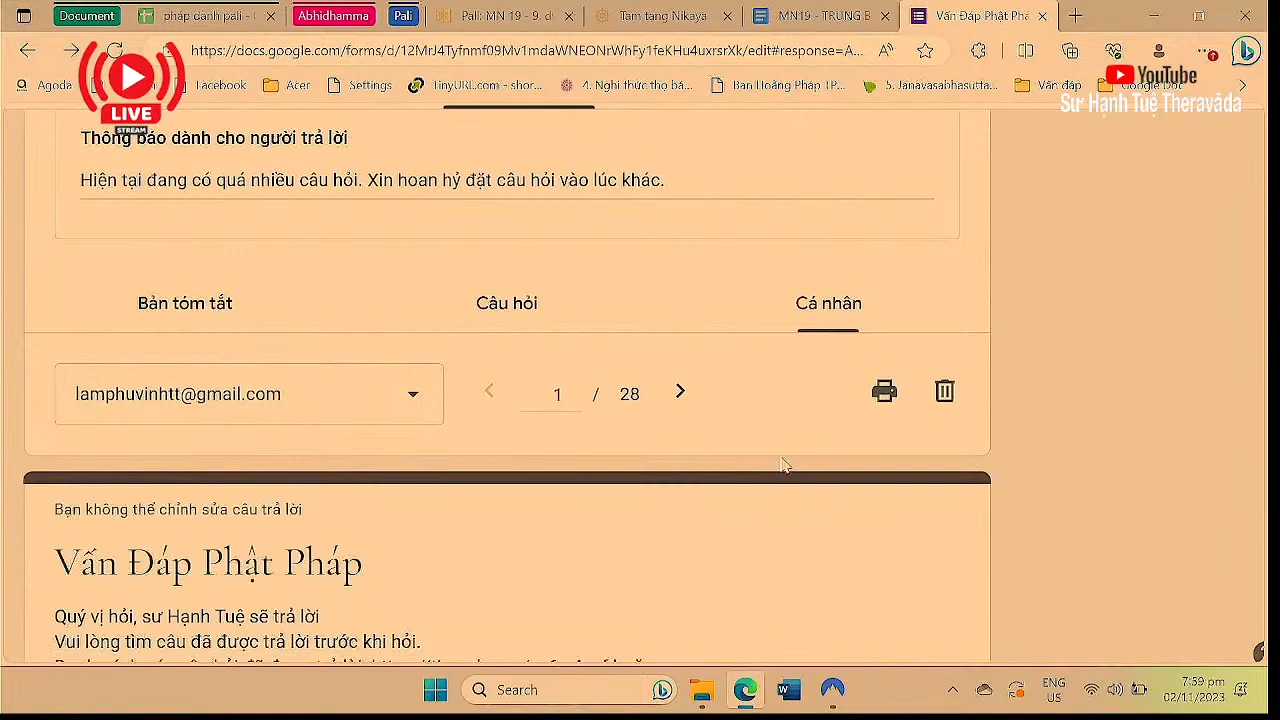 Document
pháp danh pali -
Abhidhamma
Pali
Pali: MN 19 - 9. d
Tam tang Nikaya
MN19 - TRUNG B
Vấn Đáp Phật Ph
https://docs.google.com/forms/d/
/edit#response=A...
LIVE
STREAM
YouTube
Sư Hạnh Tuệ Theravāda
Agoda
Facebook
Acer
Settings
TinyURL.com - shor...
4. Nghi thức thọ
Ban Hoằng Pháp TP...
5. Janavasabhasutta...
Vấn đáp
Google Dot
Thông báo dành cho người trả lời
Hiện tại đang có quá nhiều câu hỏi. Xin hoan hỷ đặt câu hỏi vào lúc khác.
Bản tóm tắt
Câu hỏi
Cá nhân
lamphuvinhtt@gmail.com
1 / 28
Bạn không thể chỉnh sửa câu trả lời
Vấn Đáp Phật Pháp
Quý vị hỏi, sư Hạnh Tuệ sẽ trả lời
Vui lòng tìm câu đã được trả lời trước khi hỏi.
Search
ENG
US
7:59 pm
02/11/2023